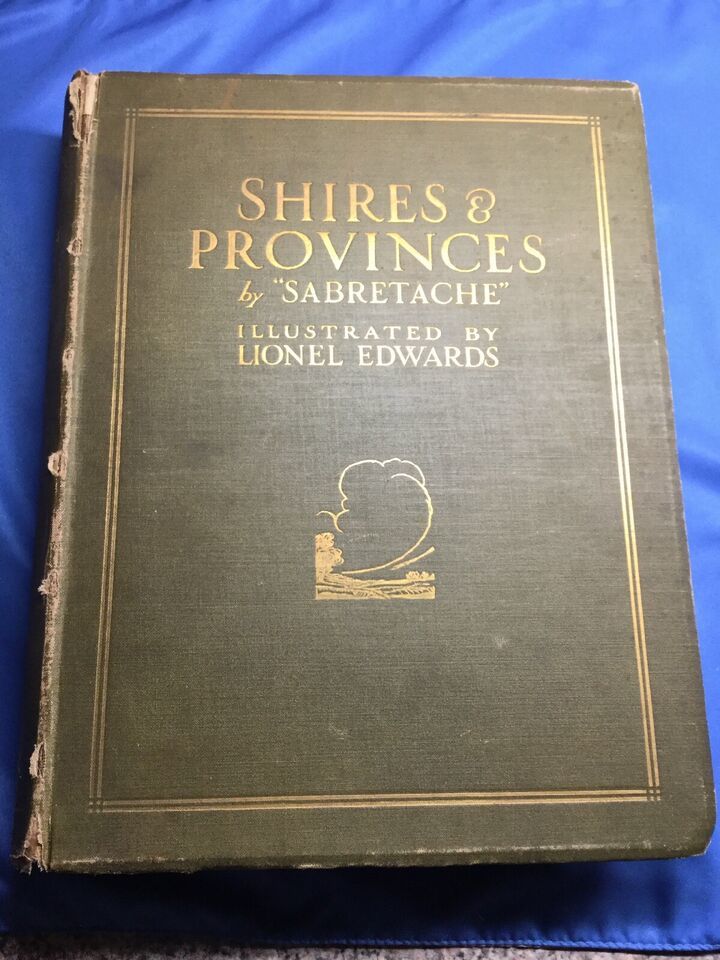 SHIRES &
PROVINCES
by "SABRETACHE"
ILLUSTRATED BY
LIONEL EDWARDS